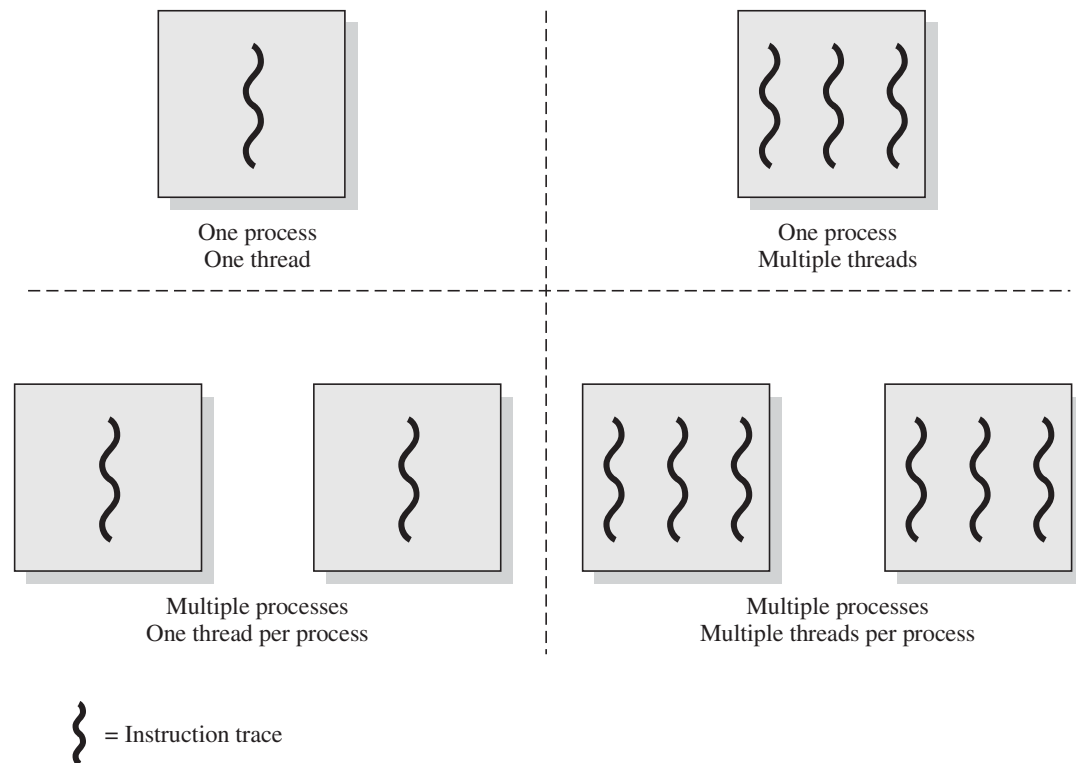 One process
One thread
One process
Multiple threads
Multiple processes
One thread per process
Multiple processes
Multiple threads per process
= Instruction trace